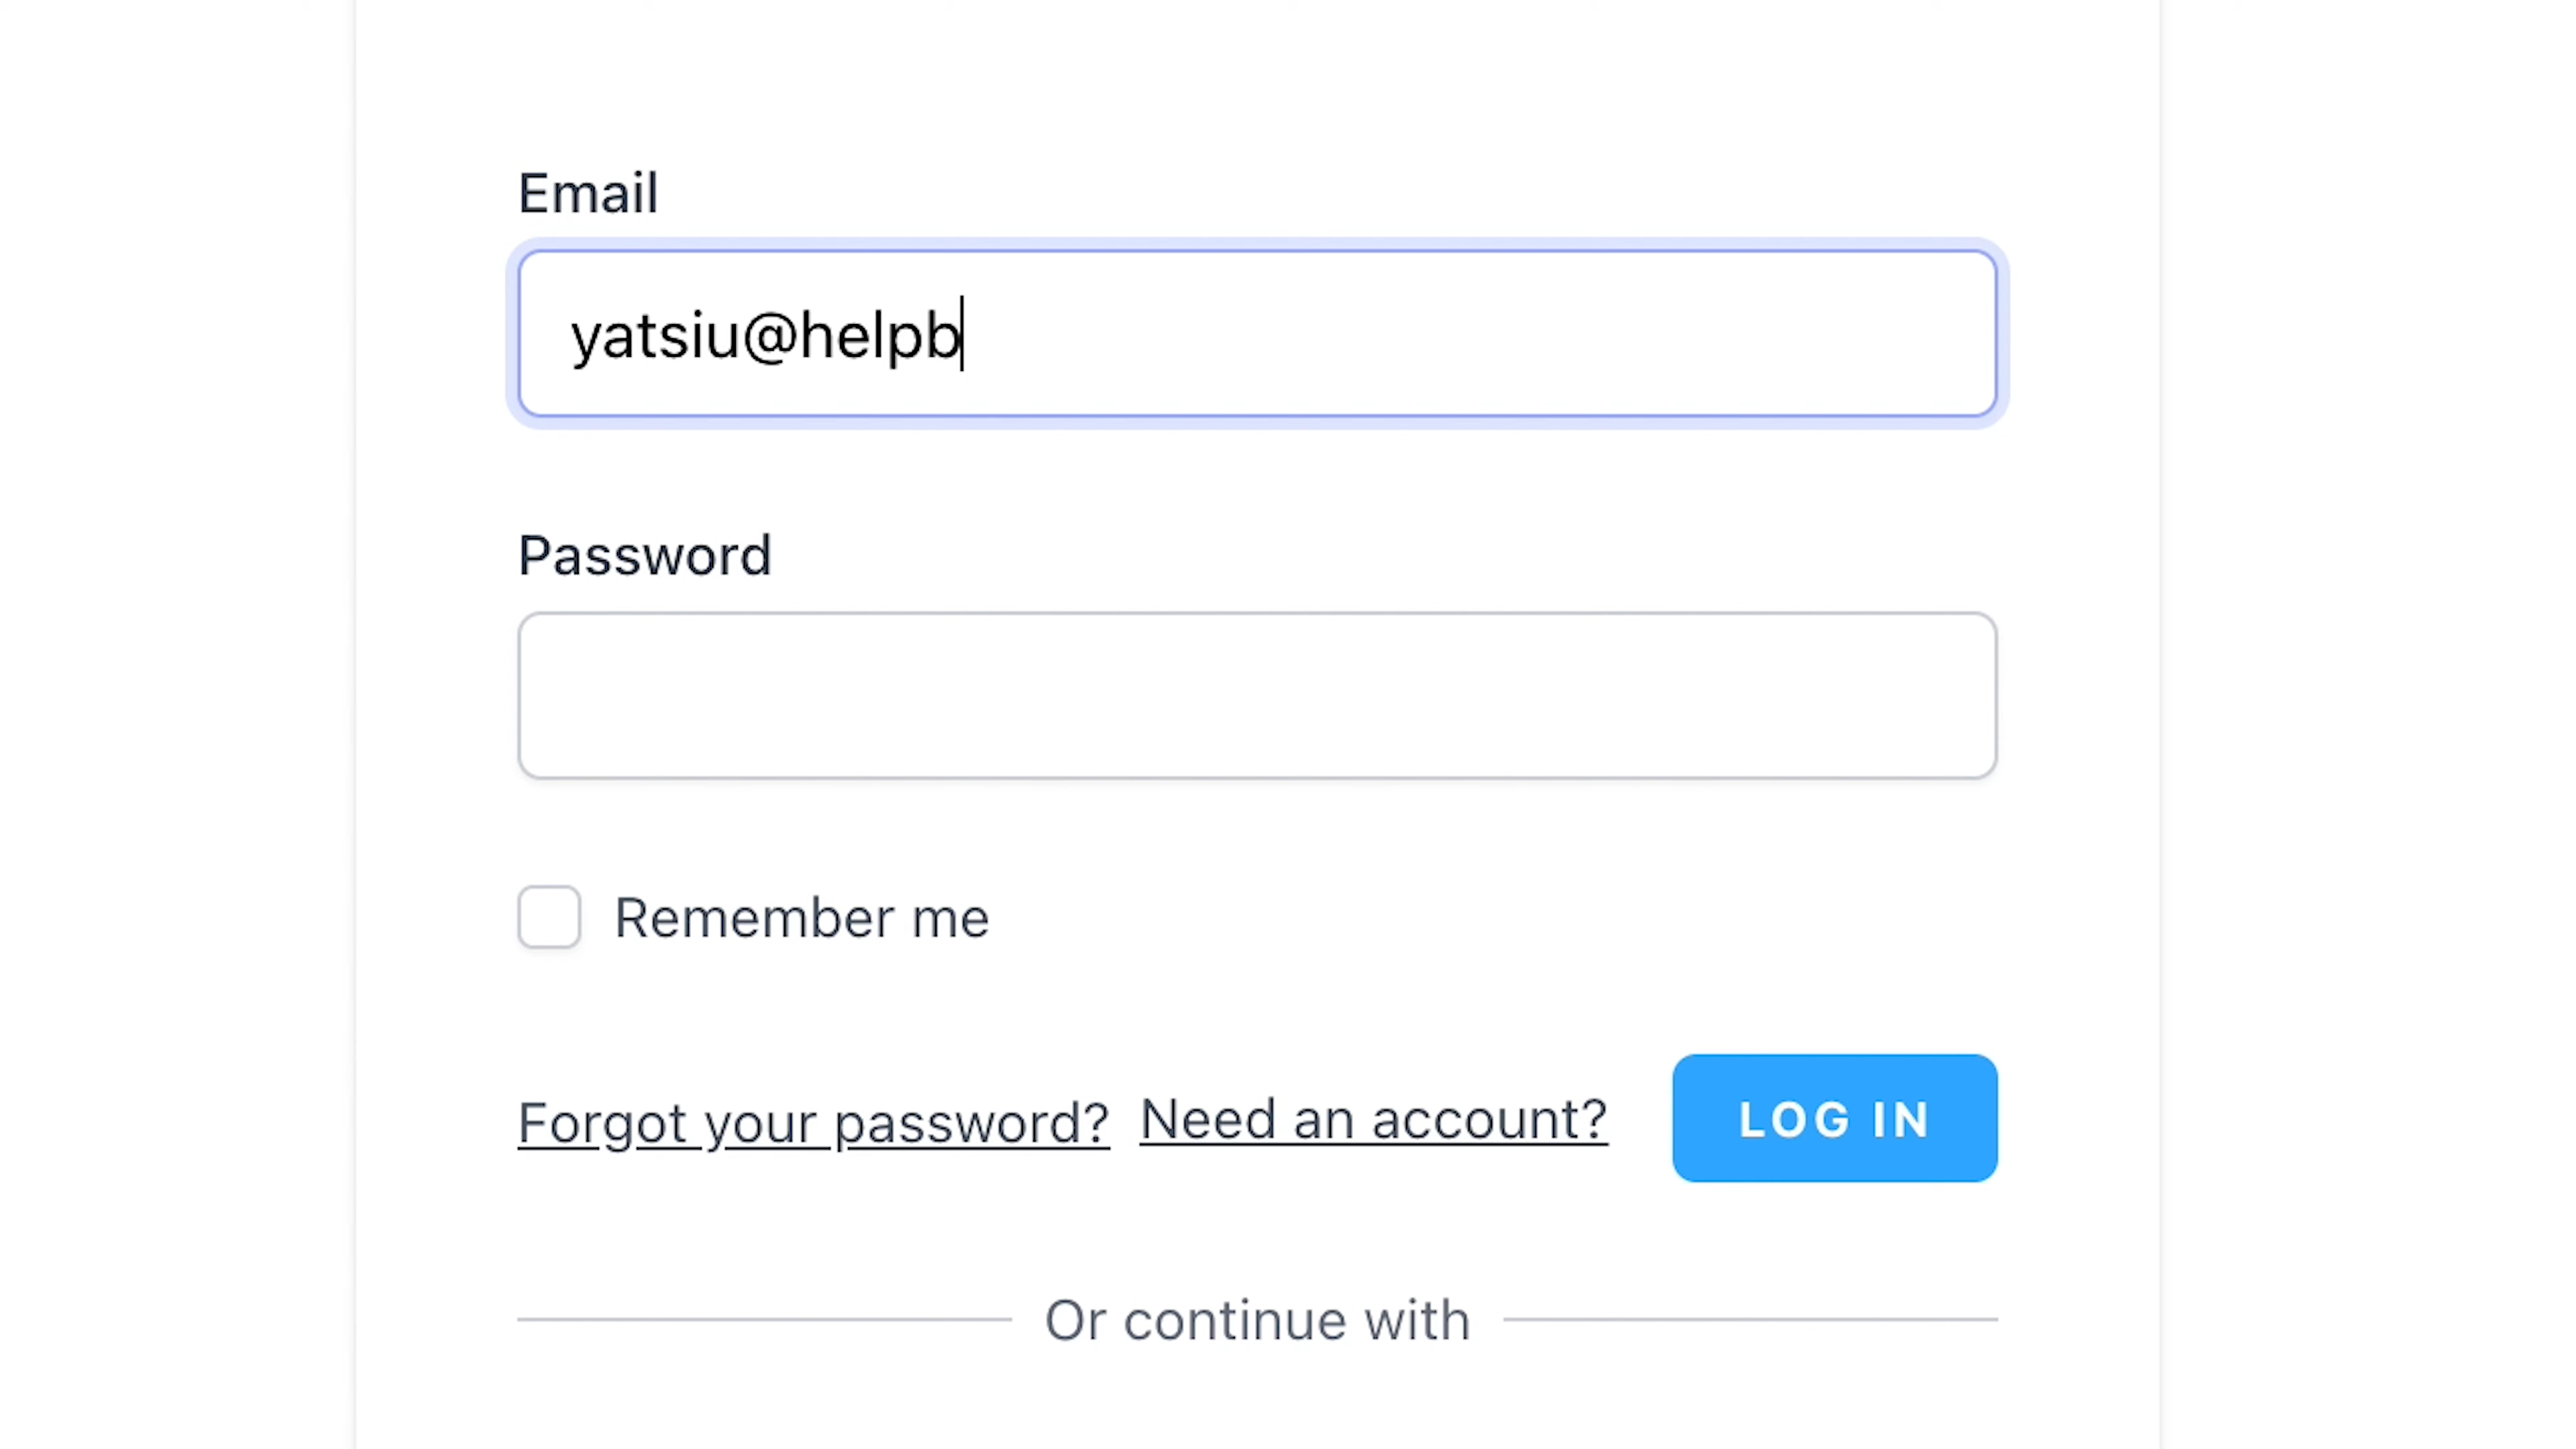 Email
yatsiu@helpb
Password
Remember me
Forgot your password? Need an account? LOG IN
Or continue with